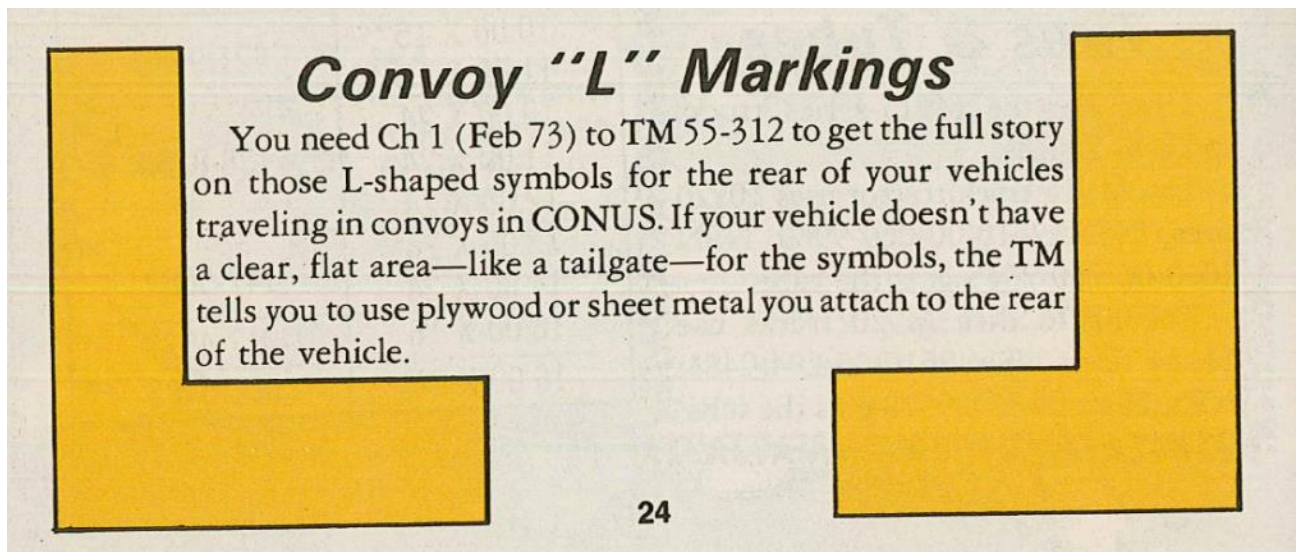 Convoy "L" Markings
You need Ch 1 (Feb 73) to TM 55-312 to get the full story
on those L-shaped symbols for the rear of your vehicles
traveling in convoys in CONUS. If your vehicle doesn't have
a clear, flat area—like a tailgate—for the symbols, the TM
tells you to use plywood or sheet metal you attach to the rear
of the vehicle.
24